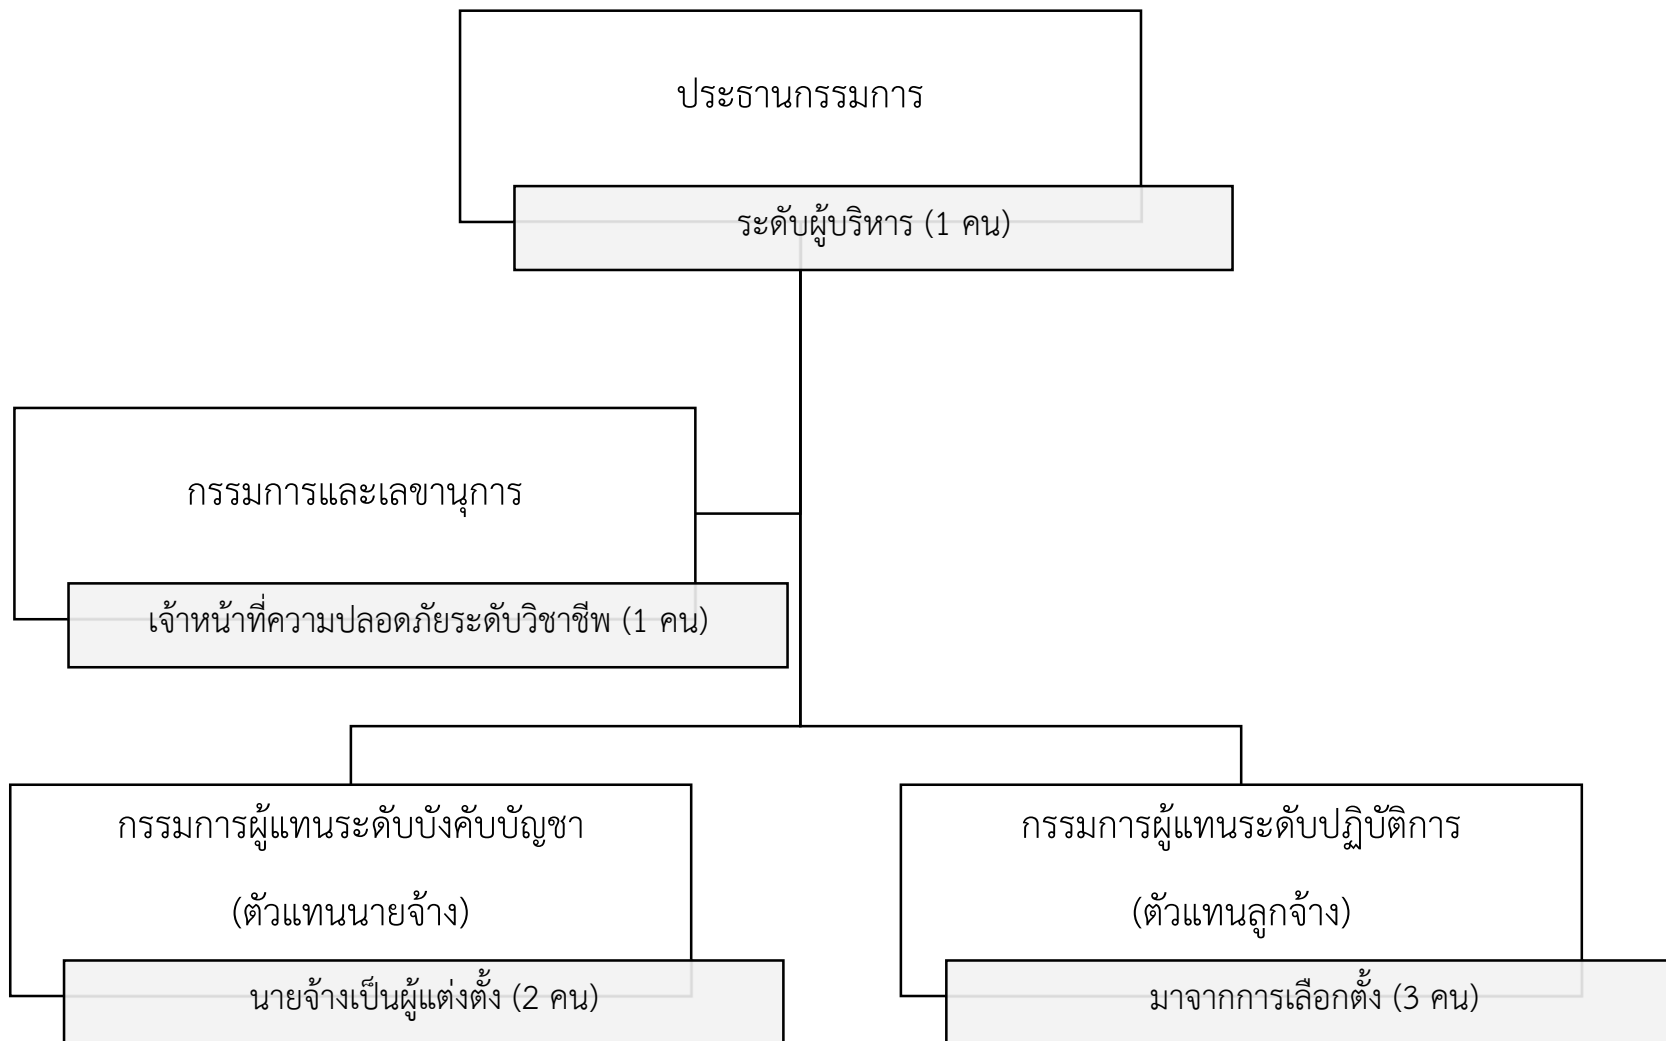 ประธานกรรมการ
ระดับผู้บริหาร (1 คน)
กรรมการและเลขานุการ
เจ้าหน้าที่ความปลอดภัยระดับวิชาชีพ (1 คน)
กรรมการผู้แทนระดับบังคับบัญชา
(ตัวแทนนายจ้าง)
นายจ้างเป็นผู้แต่งตั้ง (2 คน)
กรรมการผู้แทนระดับปฏิบัติการ
(ตัวแทนลูกจ้าง)
มาจากการเลือกตั้ง (3 คน)